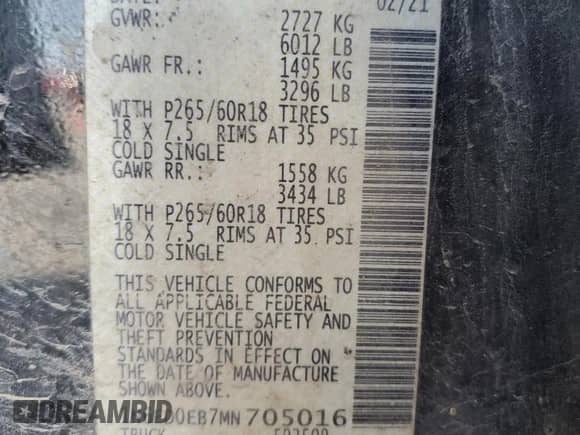 02/21
GVWR: 2727 KG
6012 LB
GAWR FR.: 1495 KG
3296 LB
WITH P265/60R18 TIRES
18 X 7.5 RIMS AT 35 PSI
COLD SINGLE
GAWR RR.: 1558 KG
3434 LB
WITH P265/60R18 TIRES
18 X 7.5 RIMS AT 35 PSI
COLD SINGLE
THIS VEHICLE CONFORMS TO
ALL APPLICABLE FEDERAL
MOTOR VEHICLE SAFETY AND
THEFT PREVENTION
STANDARDS IN EFFECT ON
THE DATE OF MANUFACTURE
SHOWN ABOVE.
0EB7MN705016
TRUCK
DREAMBID